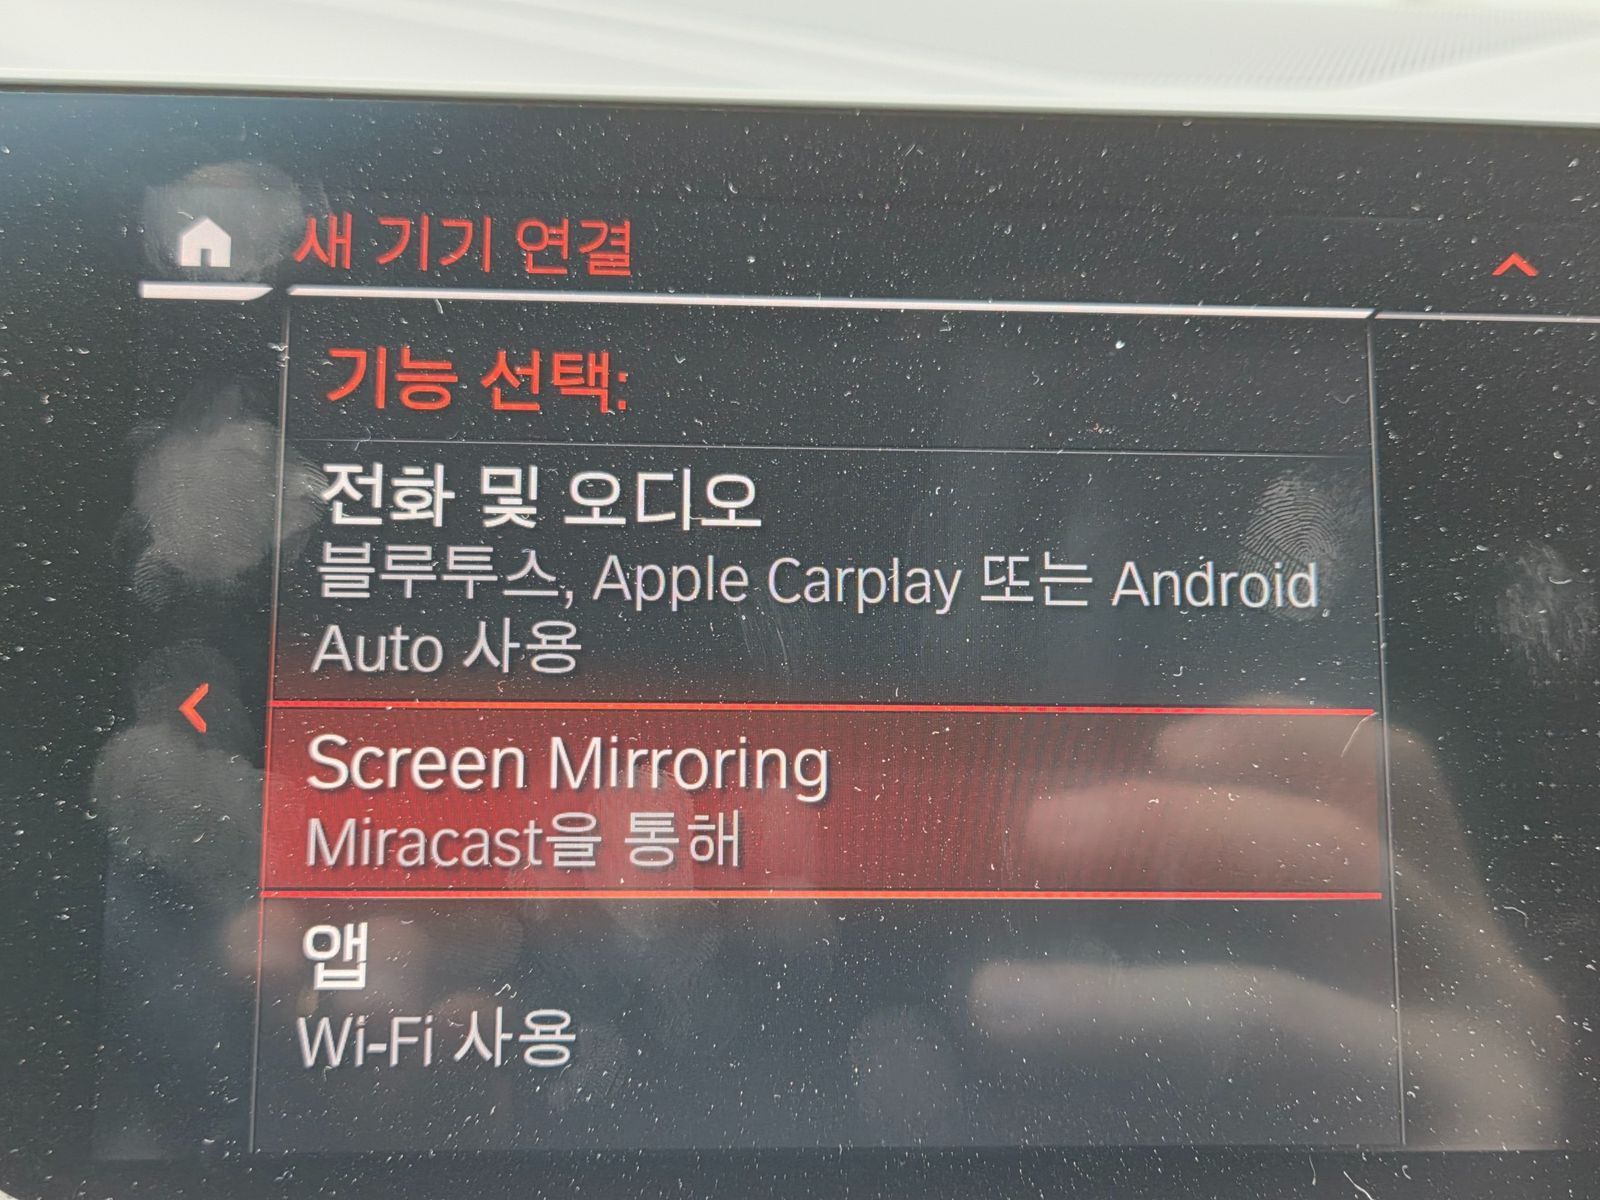 새 기기 연결
기능 선택:
전화 및 오디오
블루투스, Apple Carplay 또는 Android
Auto 사용
Screen Mirroring
Miracast을 통해
앱
Wi-Fi 사용